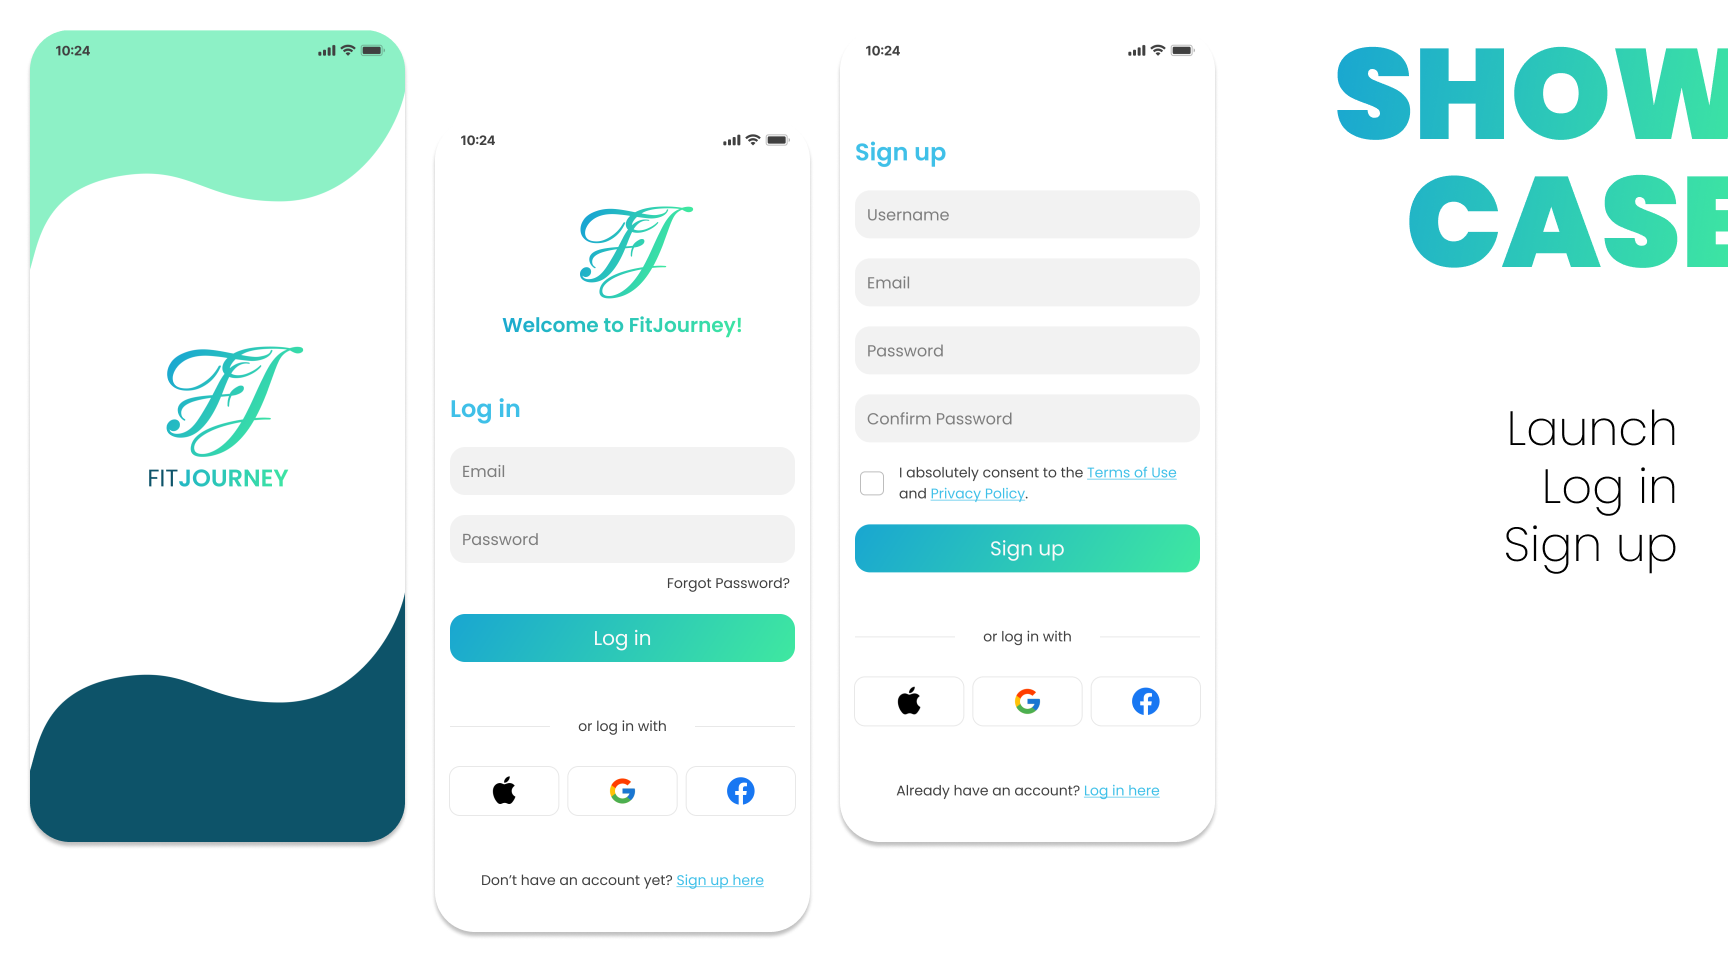 10:24
FJ
FITJOURNEY
10:24
FJ
Welcome to FitJourney!
Log in
Email
Password
Forgot Password?
Log in
or log in with
Don’t have an account yet? Sign up here
10:24
Sign up
Username
Email
Password
Confirm Password
I absolutely consent to the Terms of Use
and Privacy Policy.
Sign up
or log in with
Already have an account? Log in here
SHOW
CASE
Launch
Log in
Sign up